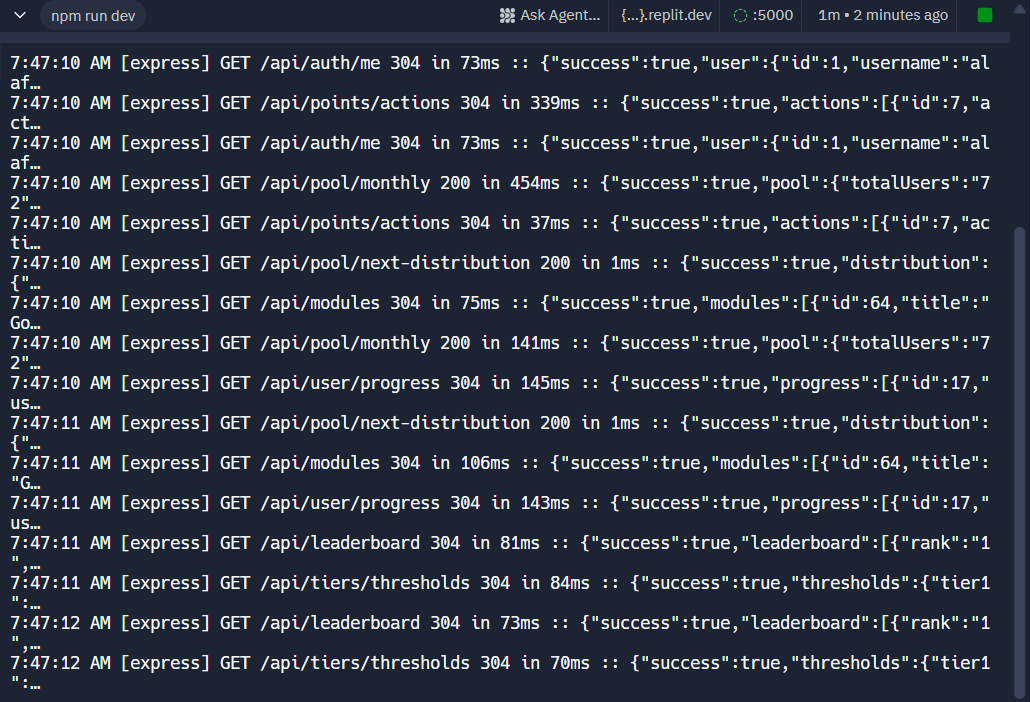 npm run dev
Ask Agent... {...}.replit.dev :5000 1m • 2 minutes ago
7:47:10 AM [express] GET /api/auth/me 304 in 73ms :: {"success":true,"user":{"id":1,"username":"al
af…
7:47:10 AM [express] GET /api/points/actions 304 in 339ms :: {"success":true,"actions":[{"id":7,"a
ct…
7:47:10 AM [express] GET /api/auth/me 304 in 73ms :: {"success":true,"user":{"id":1,"username":"al
af…
7:47:10 AM [express] GET /api/pool/monthly 200 in 454ms :: {"success":true,"pool":{"totalUsers":"7
2"…
7:47:10 AM [express] GET /api/points/actions 304 in 37ms :: {"success":true,"actions":[{"id":7,"ac
ti…
7:47:10 AM [express] GET /api/pool/next-distribution 200 in 1ms :: {"success":true,"distribution":
{"…
7:47:10 AM [express] GET /api/modules 304 in 75ms :: {"success":true,"modules":[{"id":64,"title":"
Go…
7:47:10 AM [express] GET /api/pool/monthly 200 in 141ms :: {"success":true,"pool":{"totalUsers":"7
2"…
7:47:10 AM [express] GET /api/user/progress 304 in 145ms :: {"success":true,"progress":[{"id":17,"
us…
7:47:11 AM [express] GET /api/pool/next-distribution 200 in 1ms :: {"success":true,"distribution":
{"…
7:47:11 AM [express] GET /api/modules 304 in 106ms :: {"success":true,"modules":[{"id":64,"title":
"G…
7:47:11 AM [express] GET /api/user/progress 304 in 143ms :: {"success":true,"progress":[{"id":17,"
us…
7:47:11 AM [express] GET /api/leaderboard 304 in 81ms :: {"success":true,"leaderboard":[{"rank":"1
",…
7:47:11 AM [express] GET /api/tiers/thresholds 304 in 84ms :: {"success":true,"thresholds":{"tier1
":…
7:47:12 AM [express] GET /api/leaderboard 304 in 73ms :: {"success":true,"leaderboard":[{"rank":"1
",…
7:47:12 AM [express] GET /api/tiers/thresholds 304 in 70ms :: {"success":true,"thresholds":{"tier1
":…